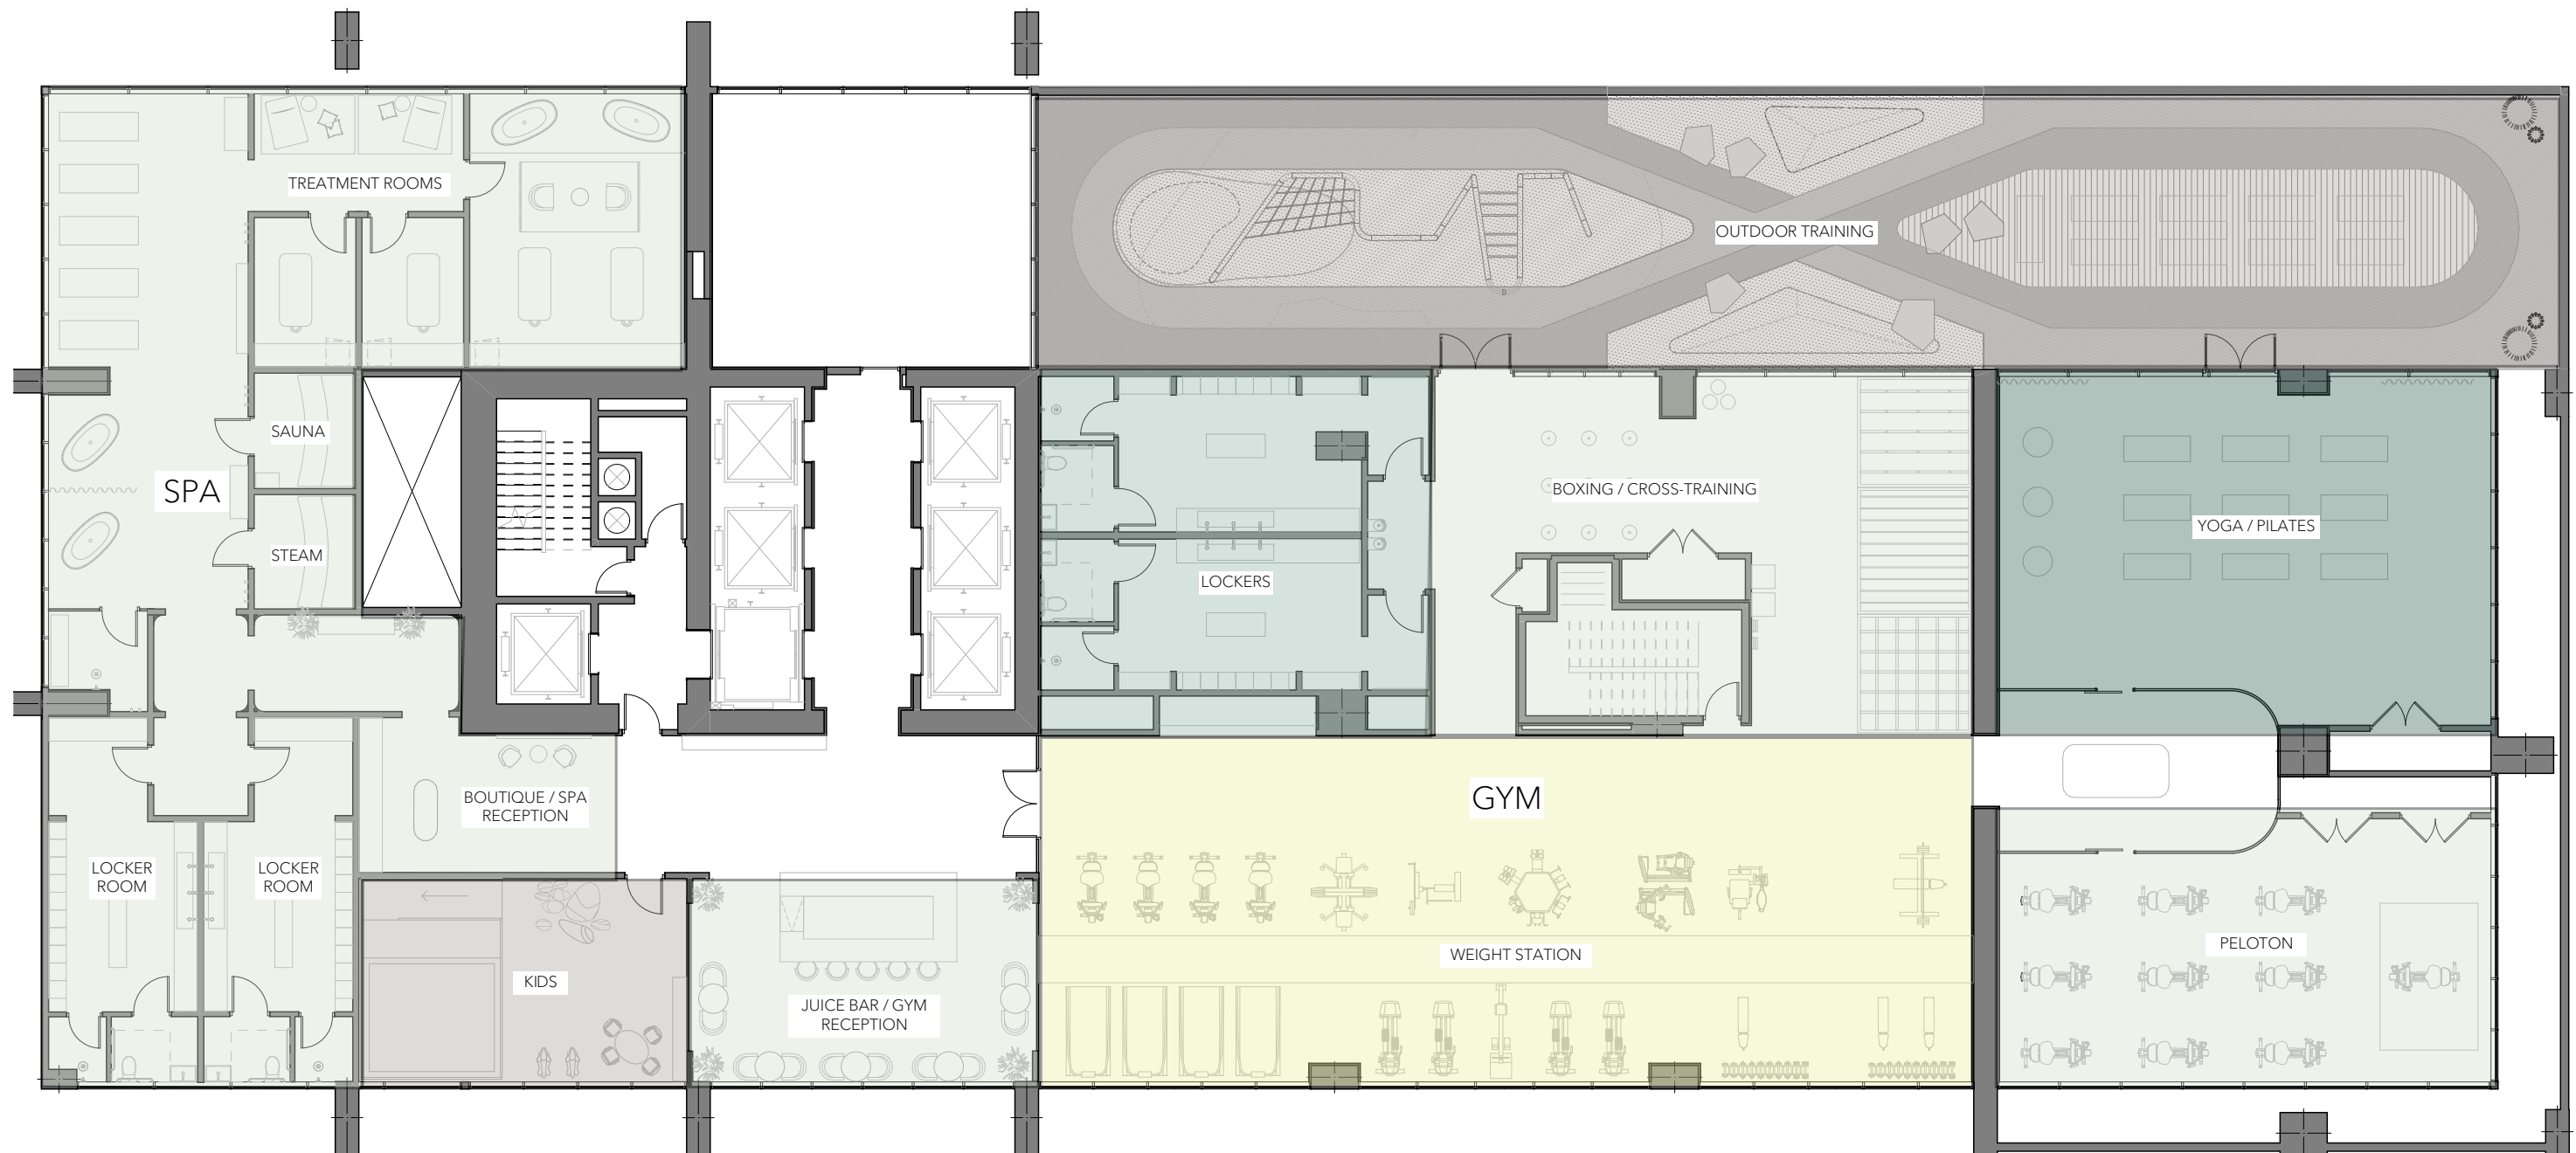 TREATMENT ROOMS
OUTDOOR TRAINING
SAUNA
SPA
STEAM
BOXING / CROSS-TRAINING
YOGA / PILATES
LOCKERS
BOUTIQUE / SPA
RECEPTION
GYM
LOCKER
ROOM
LOCKER
ROOM
KIDS
JUICE BAR / GYM
RECEPTION
WEIGHT STATION
PELOTON